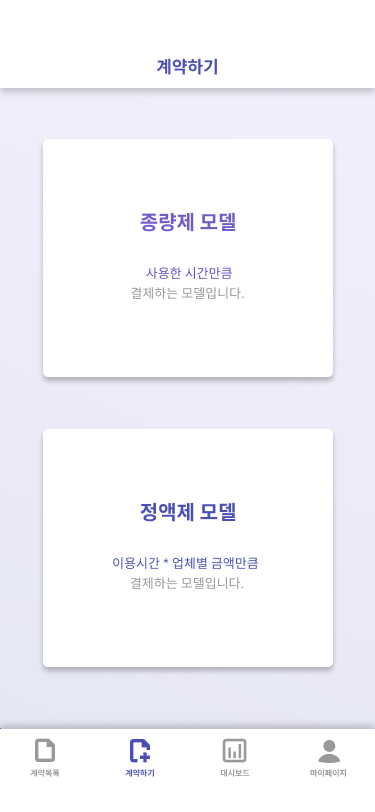 계약하기
종량제 모델
사용한 시간만큼
결제하는 모델입니다.
정액제 모델
이용시간 * 업체별 금액만큼
결제하는 모델입니다.
계약목록
계약하기
대시보드
마이페이지